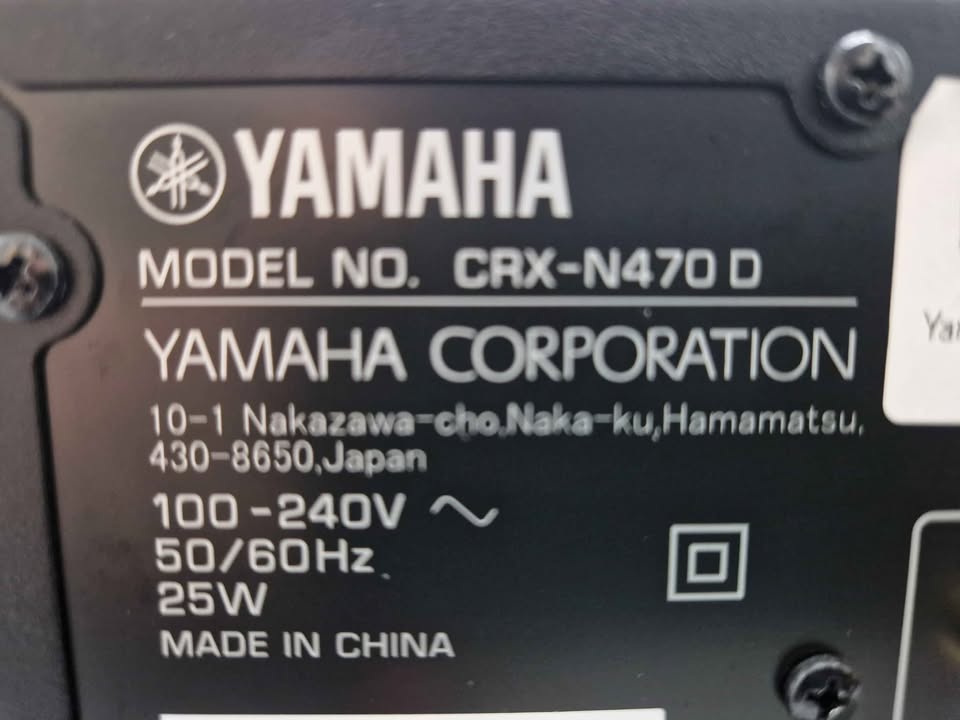 YAMAHA
MODEL NO. CRX-N470 D
YAMAHA CORPORATION
10-1 Nakazawa-cho,Naka-ku,Hamamatsu,
430-8650,Japan
100-240V ~
50/60Hz
25W
MADE IN CHINA